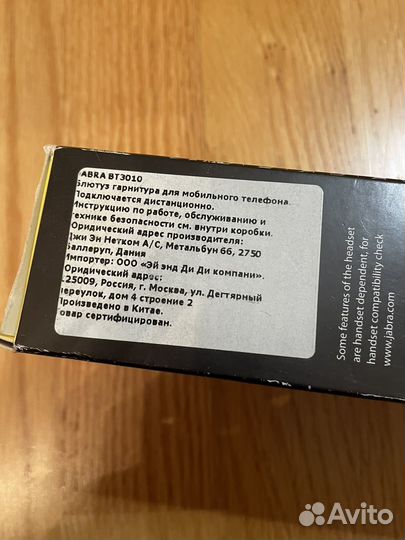 ABRA BT3010
Блютуз гарнитура для мобильного телефона.
Подключается дистанционно.
Инструкцию по работе, обслуживанию и
технике безопасности см. внутри коробки.
Юридический адрес производителя:
Джи Эн Нетком А/С, Метальбун 66, 2750
Баллеруп, Дания
Импортер: ООО «Эй энд Ди Ди компани».
Юридический адрес:
125009, Россия, г. Москва, ул. Дегтярный
переулок, дом 4 строение 2
Произведено в Китае.
Товар сертифицирован.
Some features of the headset
are handset dependent, for
handset compatibility check
www.jabra.com
Avito